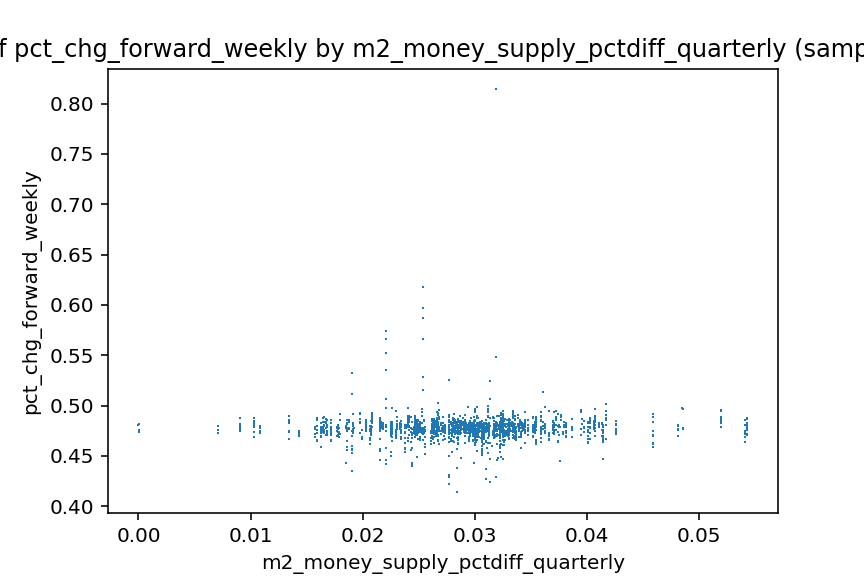 pct_chg_forward_weekly by m2_money_supply_pctdiff_quarterly
0.80
0.75
0.70
0.65
0.60
0.55
0.50
0.45
0.40
pct_chg_forward_weekly
0.00 0.01 0.02 0.03 0.04 0.05
m2_money_supply_pctdiff_quarterly